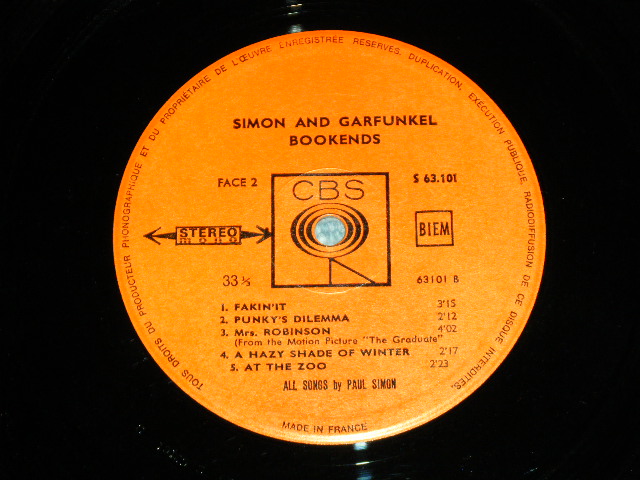 TOUS DROITS DU PRODUCTEUR PHONOGRAPHIQUE ET DU PROPRIÉTAIRE DE L'ŒUVRE ENREGISTRÉE RÉSERVÉS. DUPLICATION, EXÉCUTION PUBLIQUE, RADIODIFFUSION DE CE DISQUE INTERDITES.
SIMON AND GARFUNKEL
BOOKENDS
FACE 2
CBS
S 63.101
STEREO
mono
BIEM
33⅓
63101 B
1. FAKIN'IT 3'15
2. PUNKY'S DILEMMA 2'12
3. Mrs. ROBINSON 4'02
(From the Motion Picture "The Graduate"
4. A HAZY SHADE OF WINTER 2'17
5. AT THE ZOO 2'23
ALL SONGS by PAUL SIMON
MADE IN FRANCE